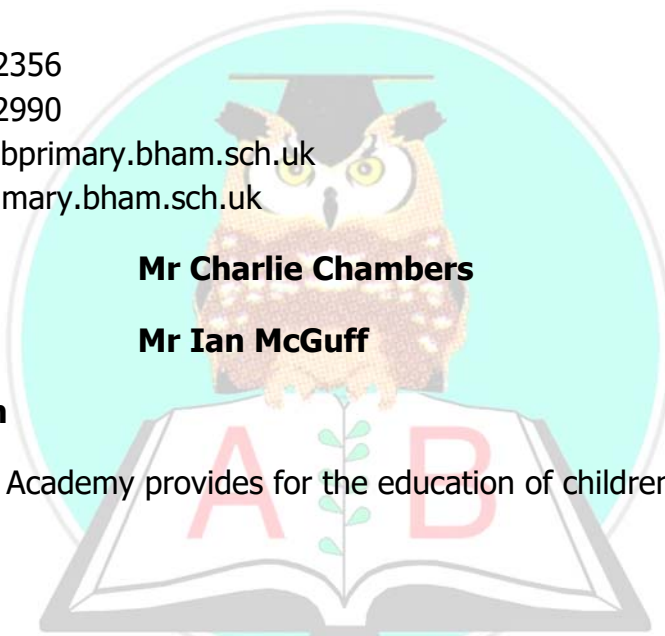 2356
2990
bprimary.bham.sch.uk
mary.bham.sch.uk
Mr Charlie Chambers
Mr Ian McGuff
Academy provides for the education of children
A B